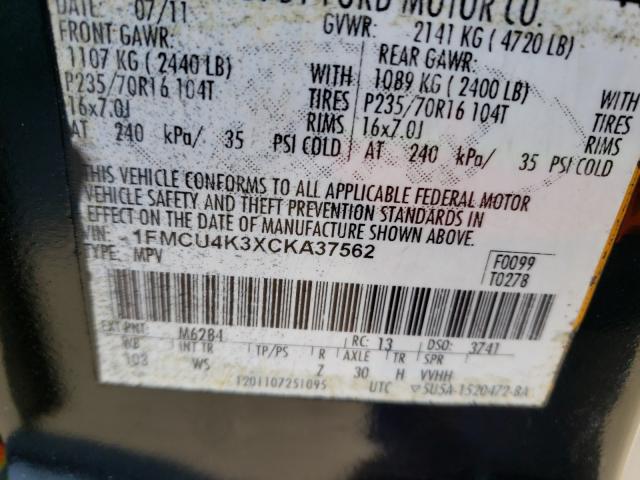 DATE: 07/11
FORD MOTOR CO.
FRONT GAWR:
GVWR: 2141 KG ( 4720 LB)
1107 KG ( 2440 LB)
REAR GAWR:
P235/70R16 104T
WITH
1089 KG ( 2400 LB)
WITH
16x7.0J
TIRES
P235/70R16 104T
TIRES
RIMS
16x7.0J
RIMS
AT 240 kPa/ 35 PSI COLD
AT 240 kPa/ 35 PSI COLD
THIS VEHICLE CONFORMS TO ALL APPLICABLE FEDERAL MOTOR
VEHICLE SAFETY AND THEFT PREVENTION STANDARDS IN
EFFECT ON THE DATE OF MANUFACTURE SHOWN ABOVE.
VIN: 1FMCU4K3XCKA37562
TYPE: MPV
F0099
T0278
EXT PNT: M6284 RC: 13 DSO: 3741
WB INT TR TP/PS R AXLE TR SPR
103 WS Z 30 H VVHH
12011072S1095 UTC ▽5U5A-1520472-BA